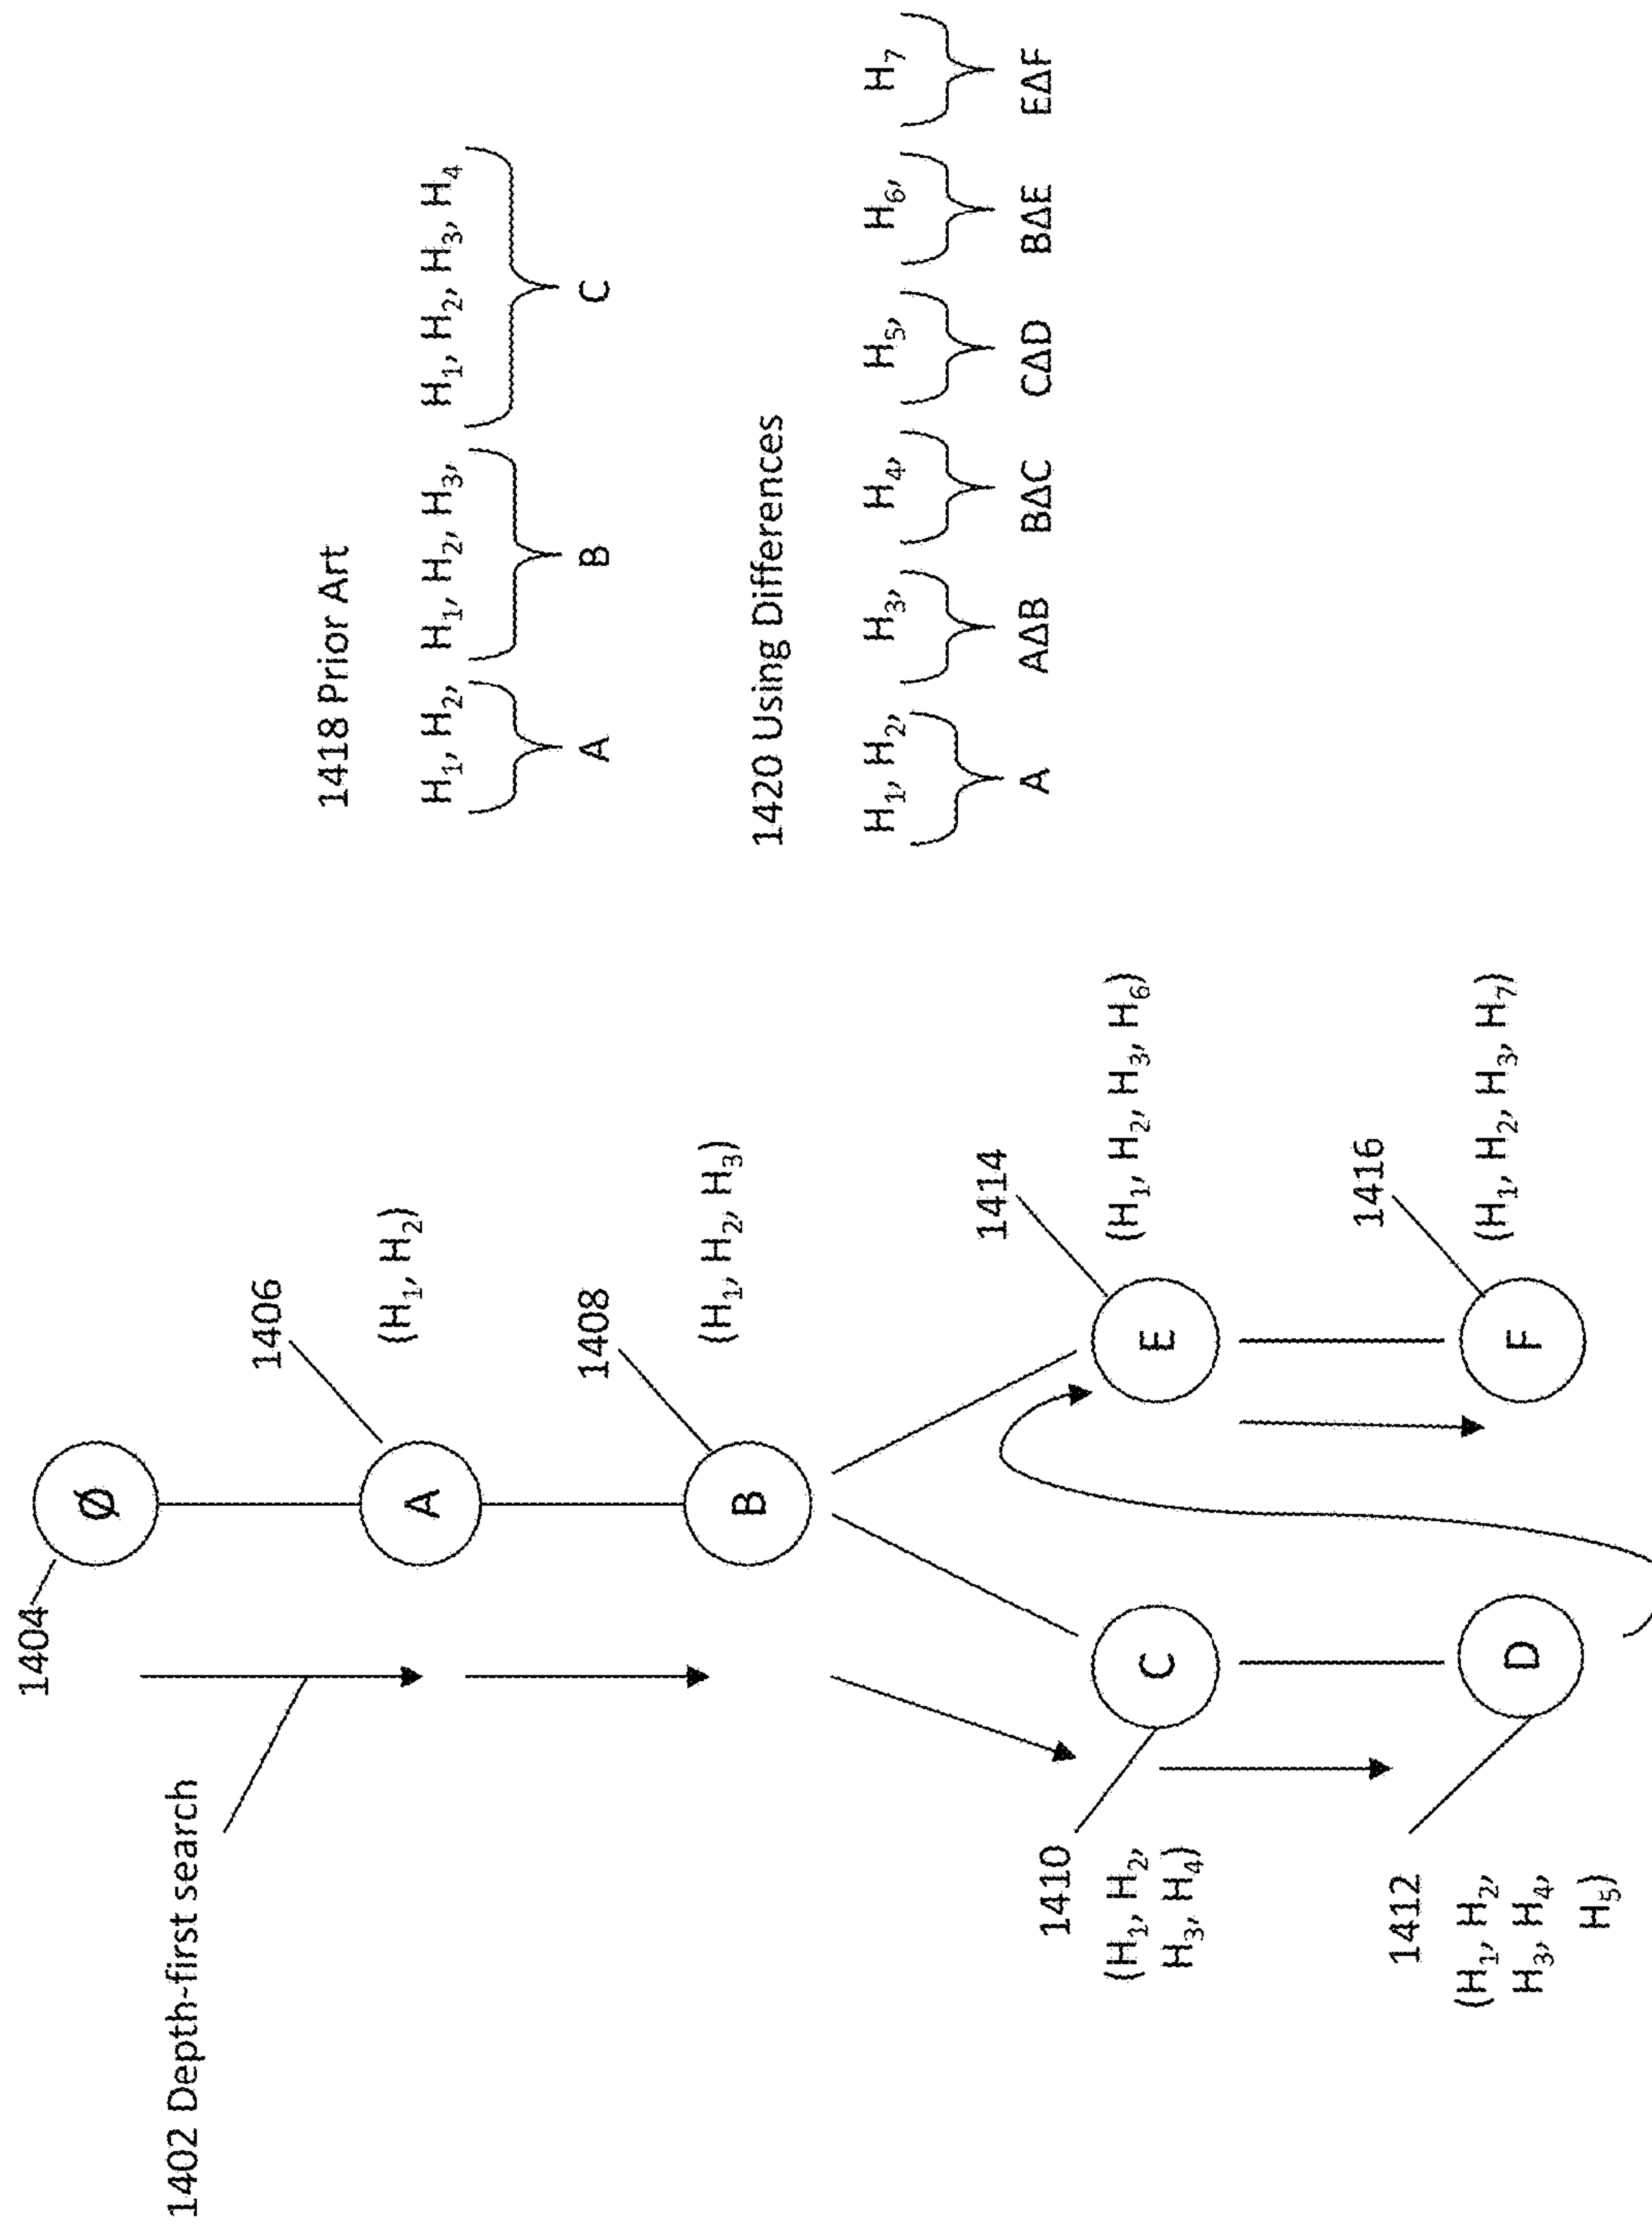 1402 Depth-first search
1404
Ø
1406
A
(H₁, H₂)
1408
B
(H₁, H₂, H₃)
1410
C
(H₁, H₂,
H₃, H₄)
1414
E
(H₁, H₂, H₃, H₆)
1412
D
(H₁, H₂,
H₃, H₄,
H₅)
1416
F
(H₁, H₂, H₃, H₇)
1418 Prior Art
H₁, H₂, H₁, H₂, H₃, H₁, H₂, H₃, H₄
A B C
1420 Using Differences
H₁, H₂, H₃, H₄, H₅, H₆, H₇
A AΔB BΔC CΔD BΔE EΔF